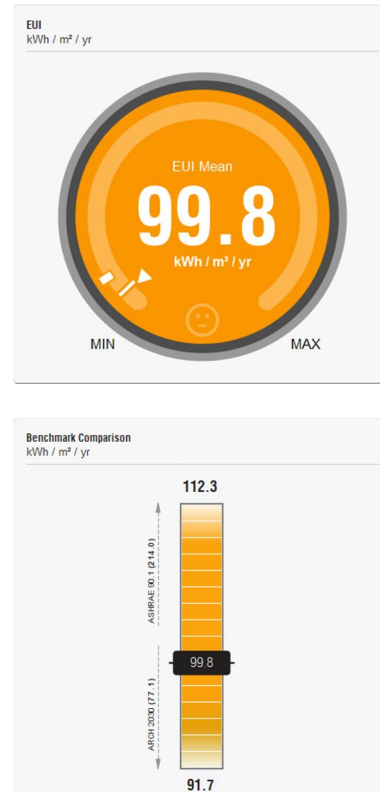 EUI
kWh / m² / yr
EUI Mean
99.8
kWh / m² / yr
MIN
MAX
Benchmark Comparison
kWh / m² / yr
112.3
ASHRAE 90.1 (214.0)
99.8
ARCH 2030 (77.1)
91.7